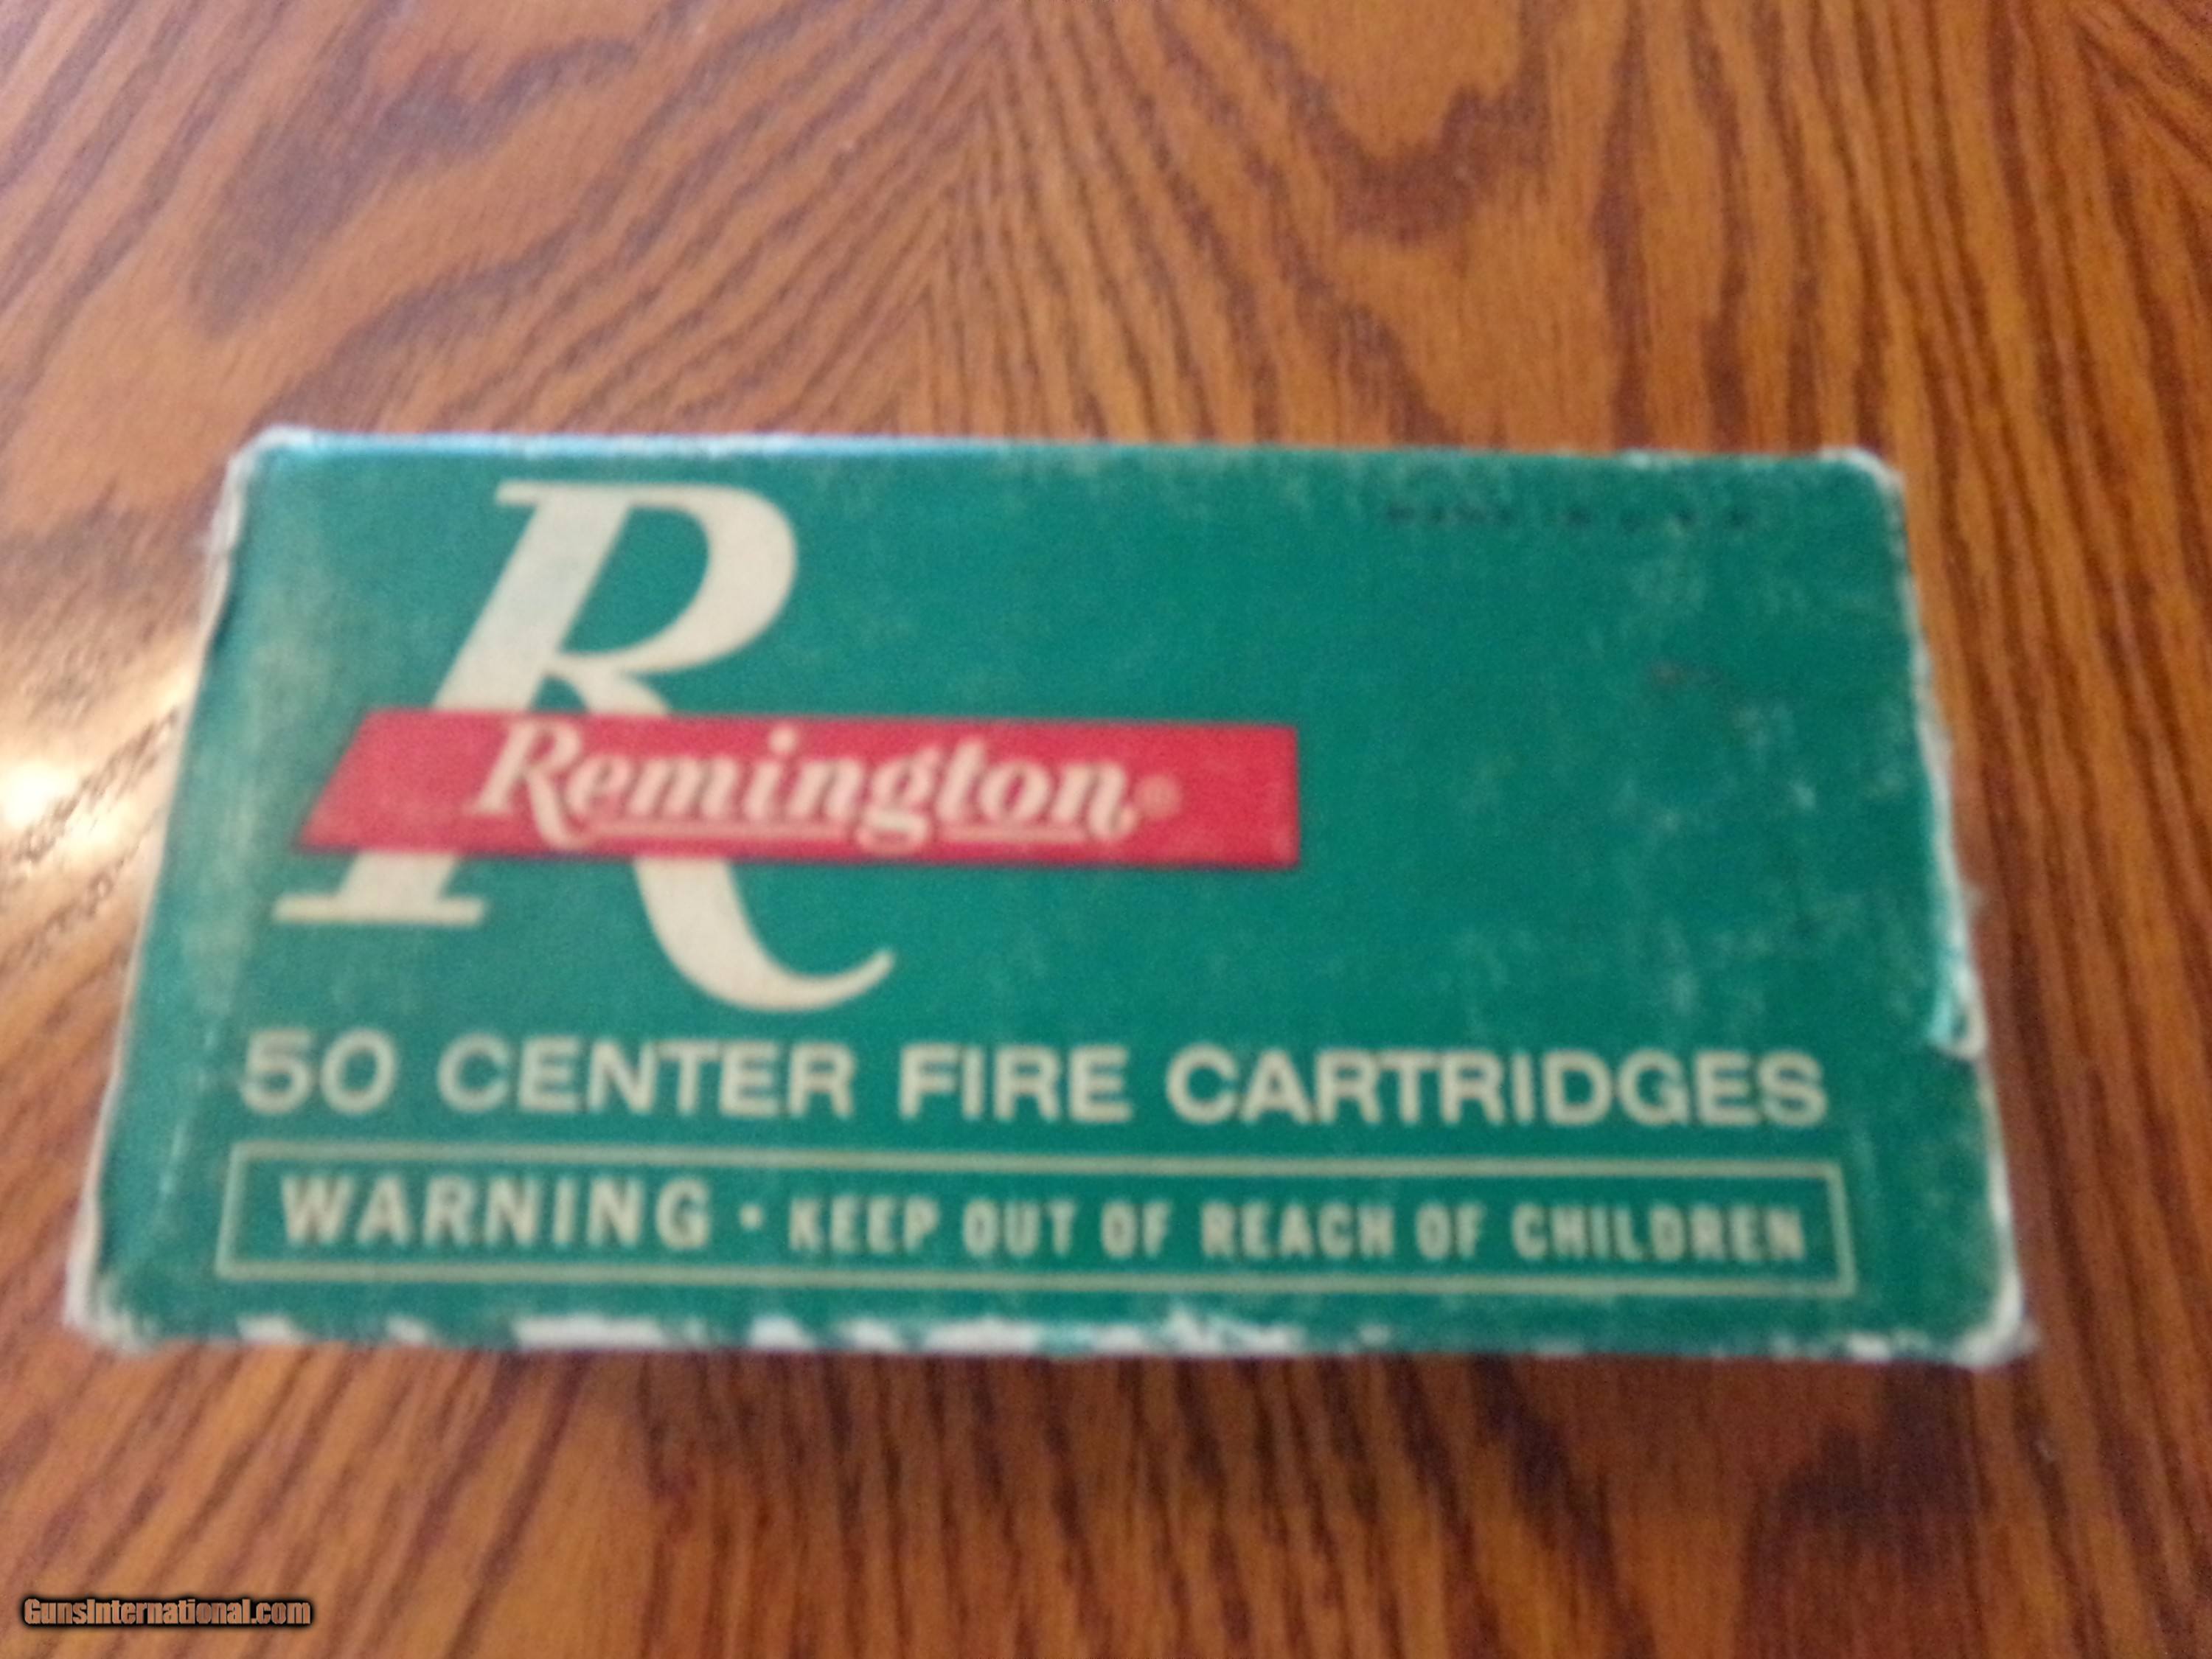 R
Remington®
50 CENTER FIRE CARTRIDGES
WARNING • KEEP OUT OF REACH OF CHILDREN
GunsInternational.com